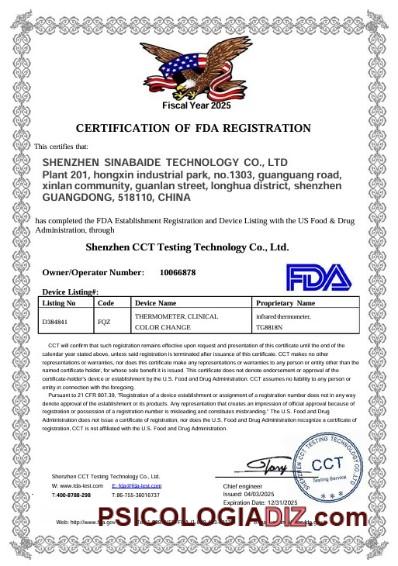 Fiscal Year 2025
CERTIFICATION OF FDA REGISTRATION
This certifies that:
SHENZHEN SINABAIDE TECHNOLOGY CO., LTD
Plant 201, hongxin industrial park, no.1303, guanguang road,
xinlan community, guanlan street, longhua district, shenzhen
GUANGDONG, 518110, CHINA
has completed the FDA Establishment Registration and Device Listing with the US Food & Drug
Administration, through
Shenzhen CCT Testing Technology Co., Ltd.
Owner/Operator Number: 10066878
FDA
Device Listing#:
Listing No Code Device Name Proprietary Name
D384841 FQZ THERMOMETER, CLINICAL COLOR CHANGE infrared thermometer. TG8818N
CCT will confirm that such registration remains effective upon request and presentation of this certificate until the end of the
calendar year stated above, unless said registration is terminated after issuance of this certificate. CCT makes no other
representations or warranties, nor does this certificate make any representations or warranties to any person or entity other than the
named certificate holder, for whose sole benefit it is issued. This certificate does not denote endorsement or approval of the
certificate-holder's device or establishment by the U.S. Food and Drug Administration. CCT assumes no liability to any person or
entity in connection with the foregoing.
Pursuant to 21 CFR 807.39, "Registration of a device establishment or assignment of a registration number does not in any way
denote approval of the establishment or its products. Any representation that creates an impression of official approval because of
registration or possession of a registration number is misleading and constitutes misbranding." The U.S. Food and Drug
Administration does not issue a certificate of registration, nor does the U.S. Food and Drug Administration recognize a certificate of
registration. CCT is not affiliated with the U.S. Food and Drug Administration.
CCT TESTING TECHNOLOGY
CCT
Testing Service
Shenzhen CCT Testing Technology Co., Ltd.
W: www.fda-test.com E: fda@fda-test.com
T:400-8788-298 T:86-755-36916737
Chief engineer
Issued: 04/03/2025
Expiration Date: 12/31/2025
Web: http://www.fda.gov/
PSICOLOGIADIZ.com